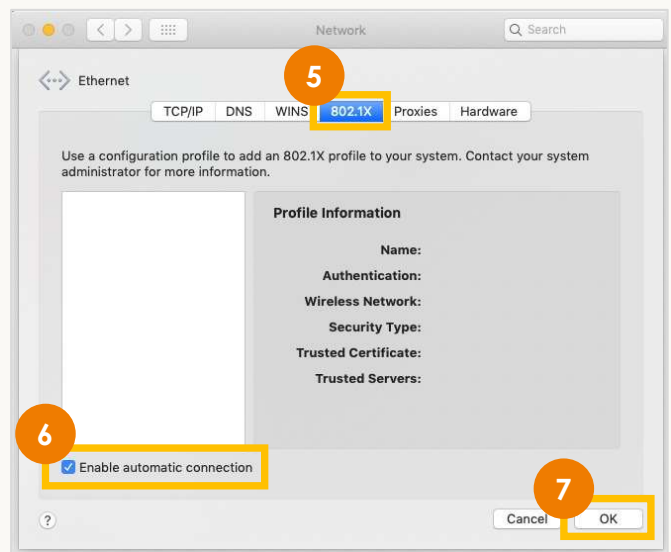 Network
Search
Ethernet
5
TCP/IP DNS WINS 802.1X Proxies Hardware
Use a configuration profile to add an 802.1X profile to your system. Contact your system
administrator for more information.
Profile Information
Name:
Authentication:
Wireless Network:
Security Type:
Trusted Certificate:
Trusted Servers:
6
Enable automatic connection
7
? Cancel OK